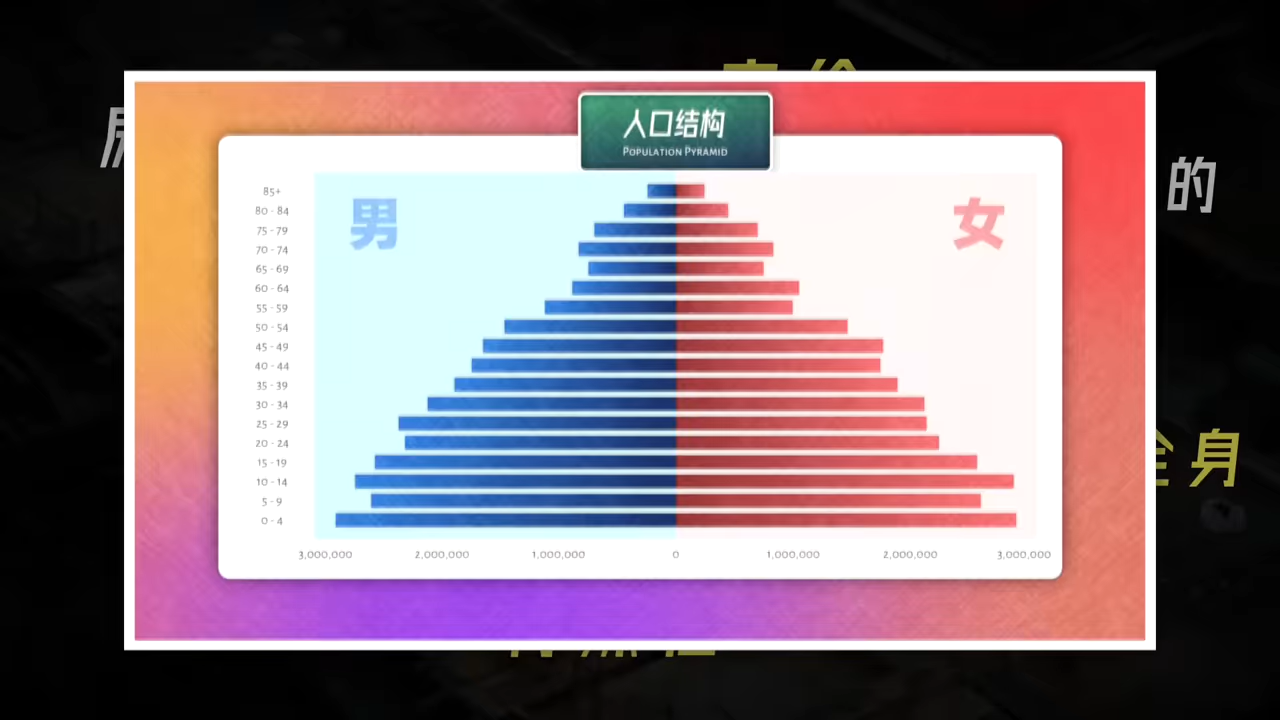 的
人口结构
Population Pyramid
男
女
85+
80 - 84
75 - 79
70 - 74
65 - 69
60 - 64
55 - 59
50 - 54
45 - 49
40 - 44
35 - 39
30 - 34
25 - 29
20 - 24
15 - 19
10 - 14
5 - 9
0 - 4
身
3,000,000 2,000,000 1,000,000 0 1,000,000 2,000,000 3,000,000